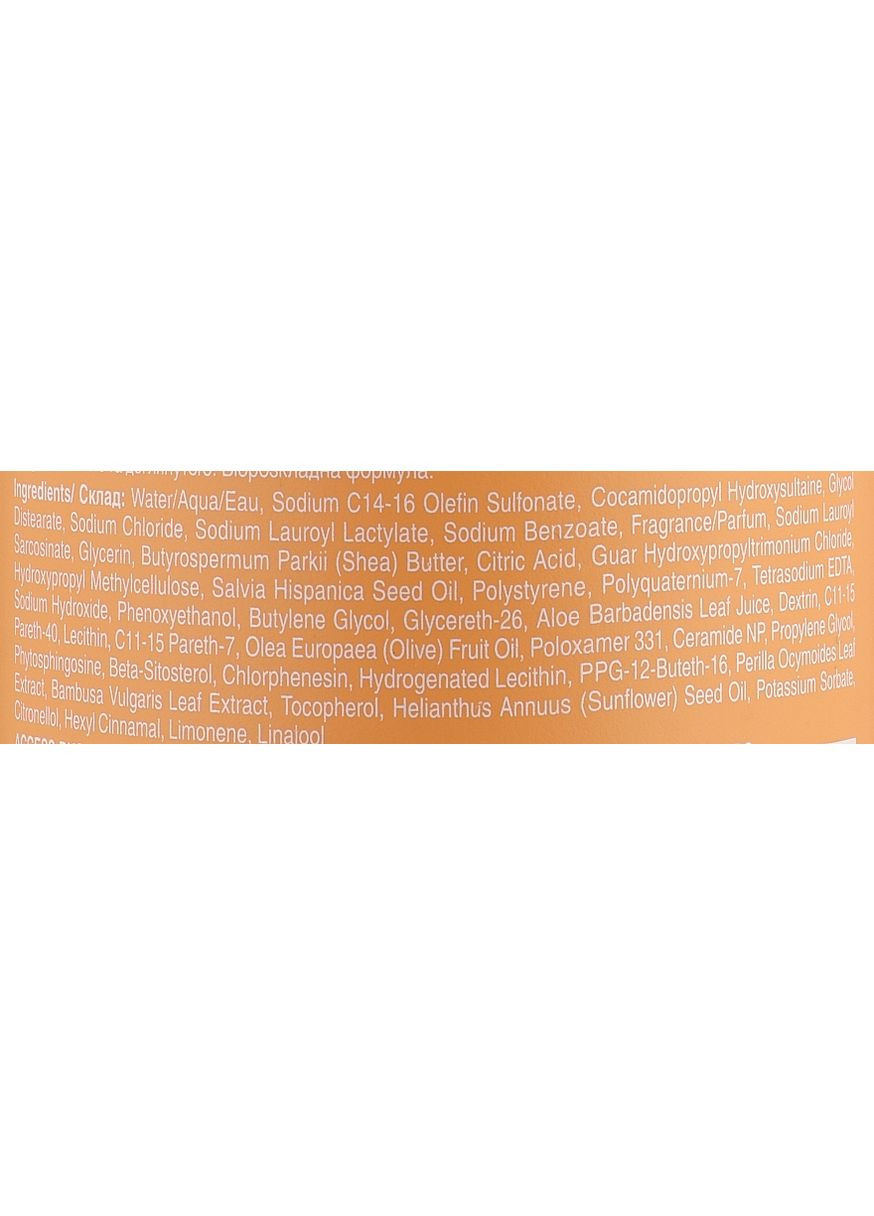 Біорозкладна формула.
Ingredients/ Склад: Water/Aqua/Eau, Sodium C14-16 Olefin Sulfonate, Cocamidopropyl Hydroxysultaine, Glycol
Distearate, Sodium Chloride, Sodium Lauroyl Lactylate, Sodium Benzoate, Fragrance/Parfum, Sodium Lauroyl
Sarcosinate, Glycerin, Butyrospermum Parkii (Shea) Butter, Citric Acid, Guar Hydroxypropyltrimonium Chloride,
Hydroxypropyl Methylcellulose, Salvia Hispanica Seed Oil, Polystyrene, Polyquaternium-7, Tetrasodium EDTA,
Sodium Hydroxide, Phenoxyethanol, Butylene Glycol, Glycereth-26, Aloe Barbadensis Leaf Juice, Dextrin, C11-15
Pareth-40, Lecithin, C11-15 Pareth-7, Olea Europaea (Olive) Fruit Oil, Poloxamer 331, Ceramide NP, Propylene Glycol,
Phytosphingosine, Beta-Sitosterol, Chlorphenesin, Hydrogenated Lecithin, PPG-12-Buteth-16, Perilla Ocymoides Leaf
Extract, Bambusa Vulgaris Leaf Extract, Tocopherol, Helianthus Annuus (Sunflower) Seed Oil, Potassium Sorbate,
Citronellol, Hexyl Cinnamal, Limonene, Linalool